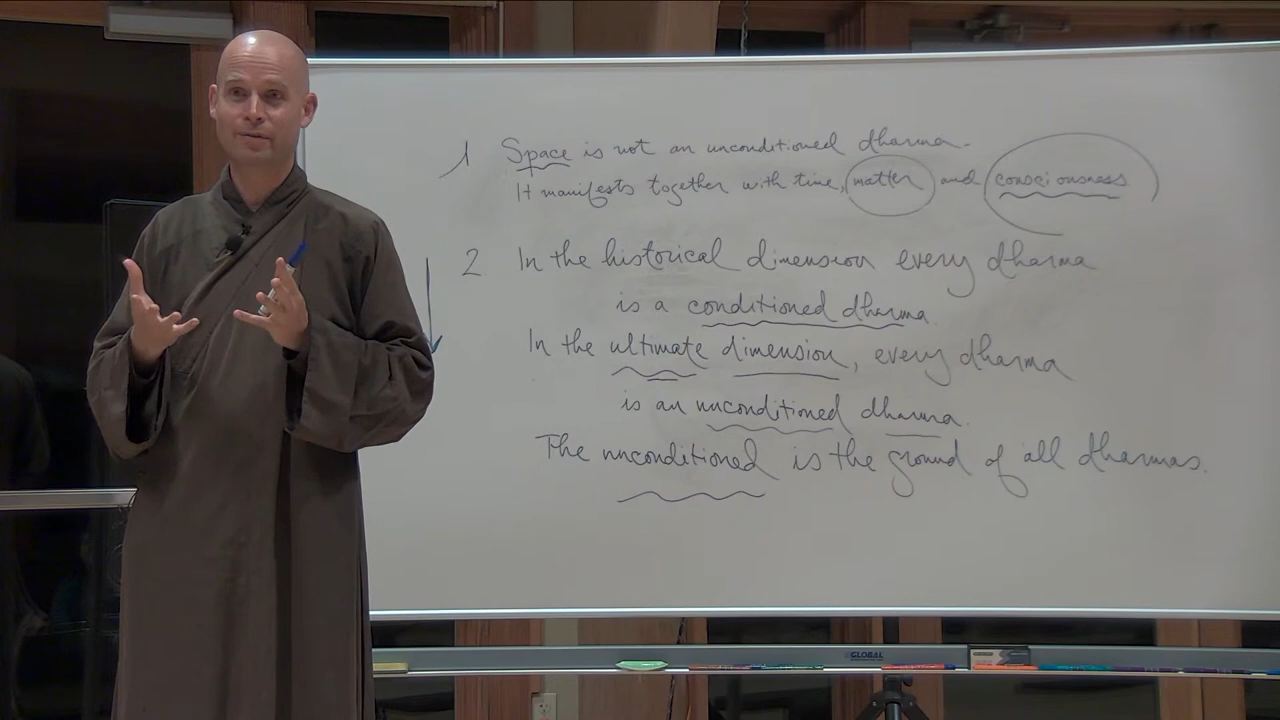 1 Space is not an unconditioned dharma.
It manifests together with time, matter and consciousness
2 In the historical dimension every dharma
is a conditioned dharma.
In the ultimate dimension, every dharma
is an unconditioned dharma.
The unconditioned is the ground of all dharmas.
GLOBAL